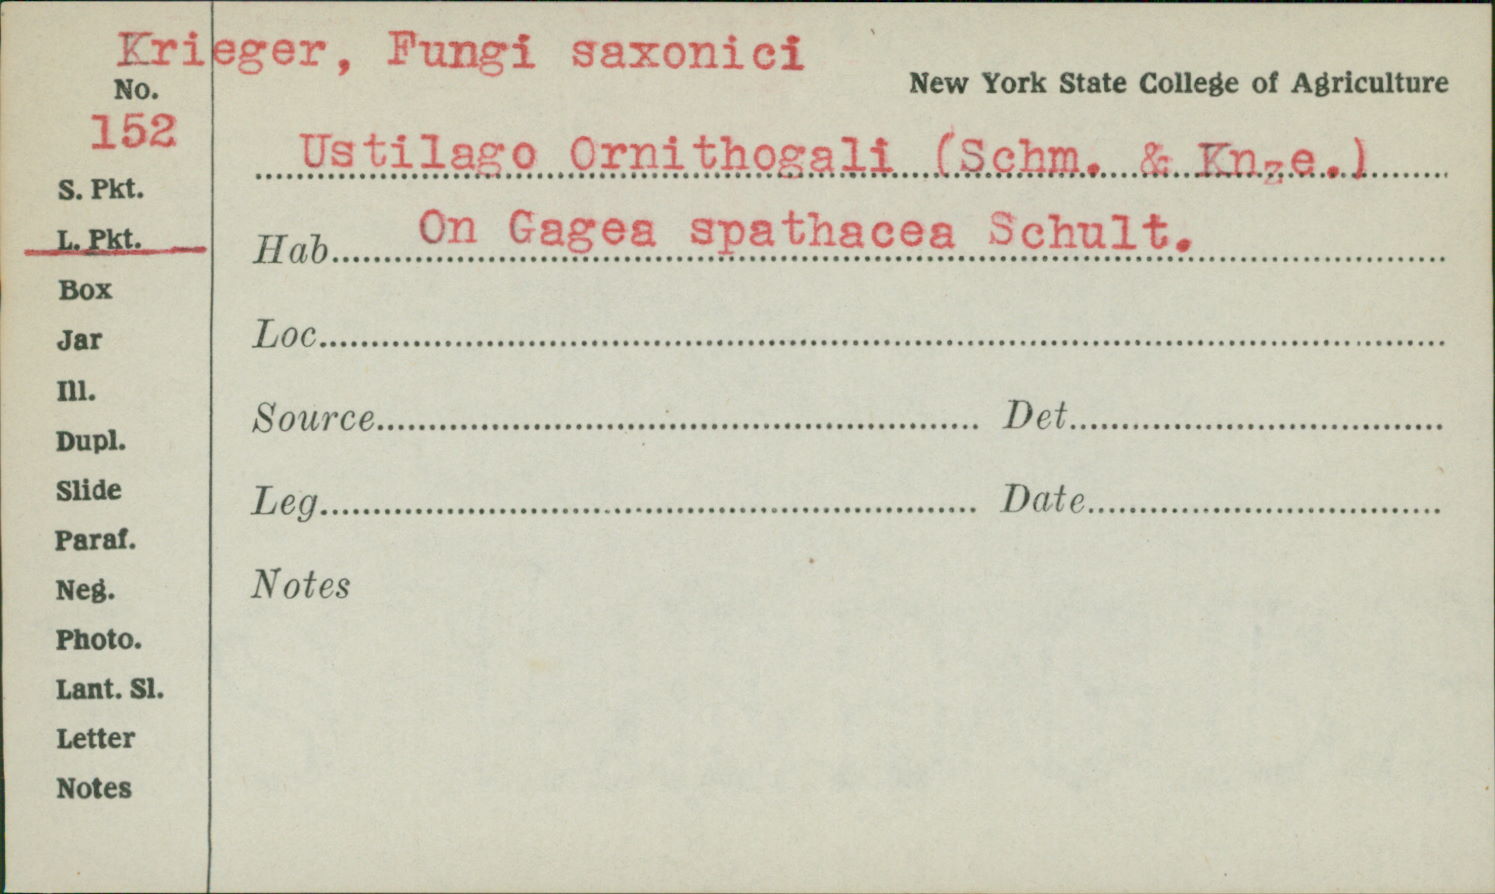 Krieger, Fungi saxonici
New York State College of Agriculture
No.
152
Ustilago Ornithogali (Schm. & Knze.)
S. Pkt.
On Gagea spathacea Schult.
L. Pkt.
Hab
Box
Loc
Jar
Ill.
Source Det
Dupl.
Slide
Leg Date
Paraf.
Notes
Neg.
Photo.
Lant. Sl.
Letter
Notes